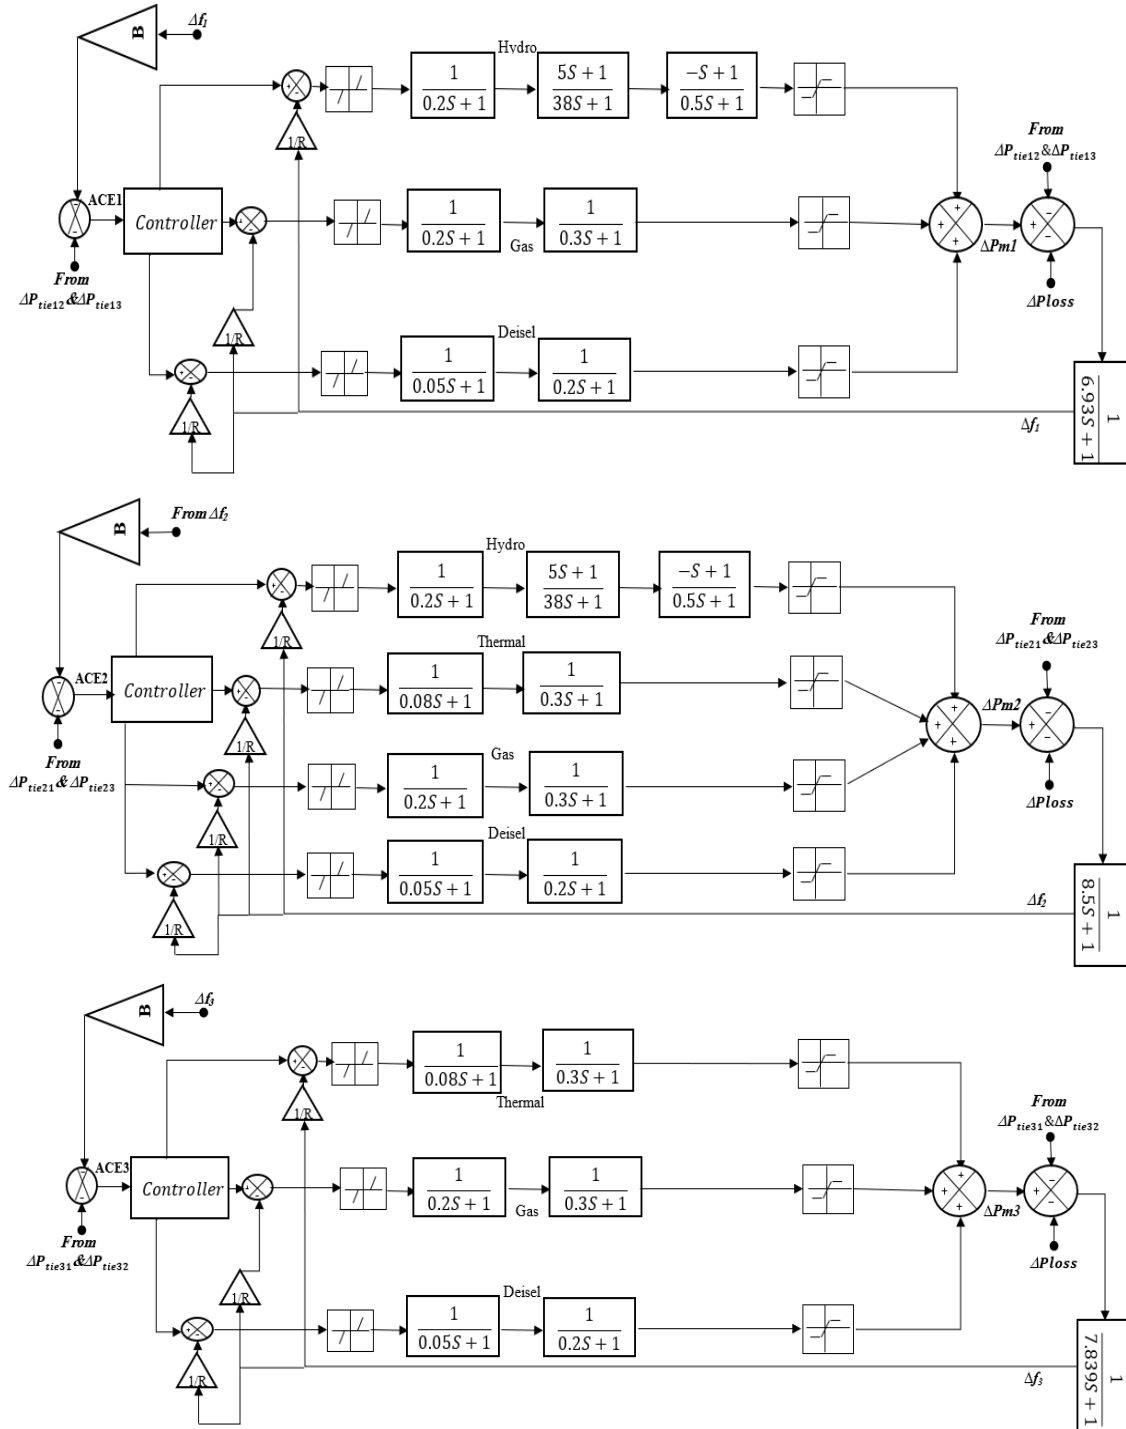 B
Δf1
Hydro
1
0.2S + 1
5S + 1
38S + 1
−S + 1
0.5S + 1
1/R
From
ΔPtie12&ΔPtie13
ACE1
Controller
1
0.2S + 1
Gas
1
0.3S + 1
ΔPm1
From
ΔPtie12&ΔPtie13
ΔPloss
1/R
Deisel
1
0.05S + 1
1
0.2S + 1
1/R
Δf1
1
6.93S + 1
B
From Δf2
Hydro
1
0.2S + 1
5S + 1
38S + 1
−S + 1
0.5S + 1
1/R
From
ΔPtie21&ΔPtie23
Thermal
ACE2
Controller
1
0.08S + 1
1
0.3S + 1
ΔPm2
1/R
From
ΔPtie21& ΔPtie23
Gas
1
0.2S + 1
1
0.3S + 1
ΔPloss
1/R
Deisel
1
0.05S + 1
1
0.2S + 1
1/R
Δf2
1
8.5S + 1
B
Δf3
1
0.08S + 1
1
0.3S + 1
Thermal
1/R
From
ΔPtie31&ΔPtie32
ACE3
Controller
1
0.2S + 1
Gas
1
0.3S + 1
ΔPm3
From
ΔPtie31&ΔPtie32
ΔPloss
1/R
Deisel
1
0.05S + 1
1
0.2S + 1
1/R
Δf3
1
7.839S + 1